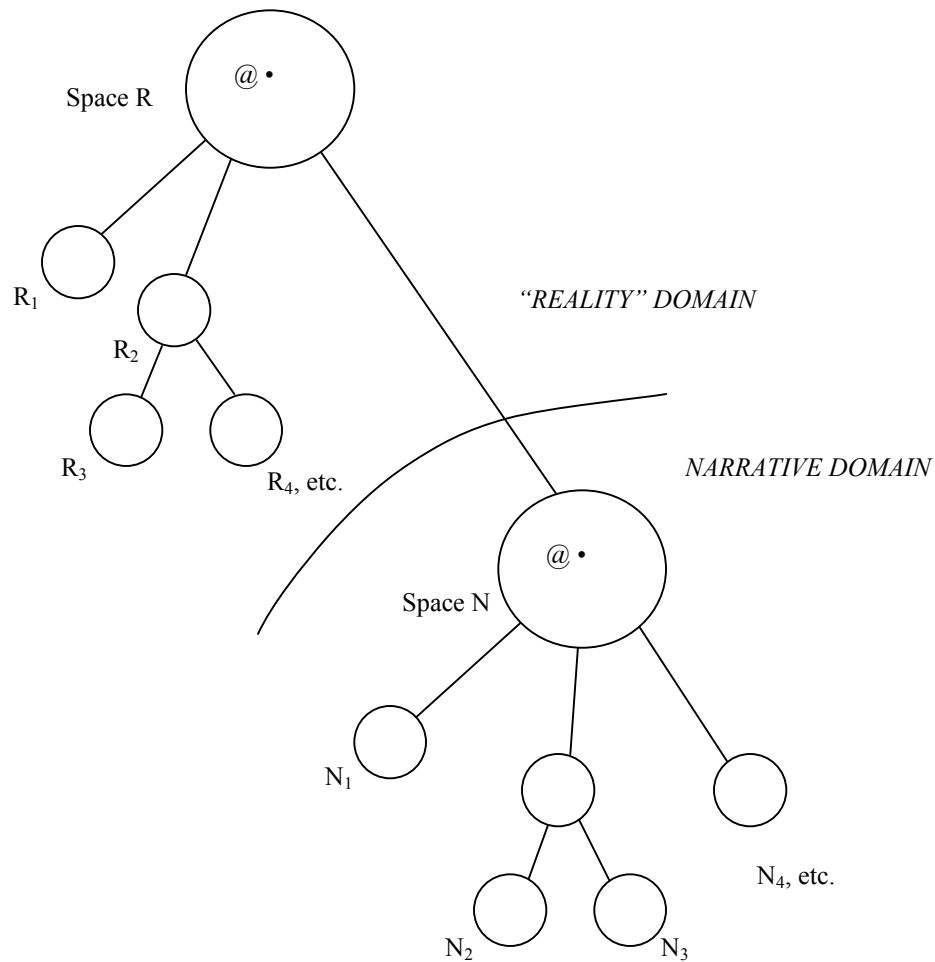 @ •
Space R
R₁
"REALITY" DOMAIN
R₂
R₃
R₄, etc.
NARRATIVE DOMAIN
@ •
Space N
N₁
N₄, etc.
N₂
N₃